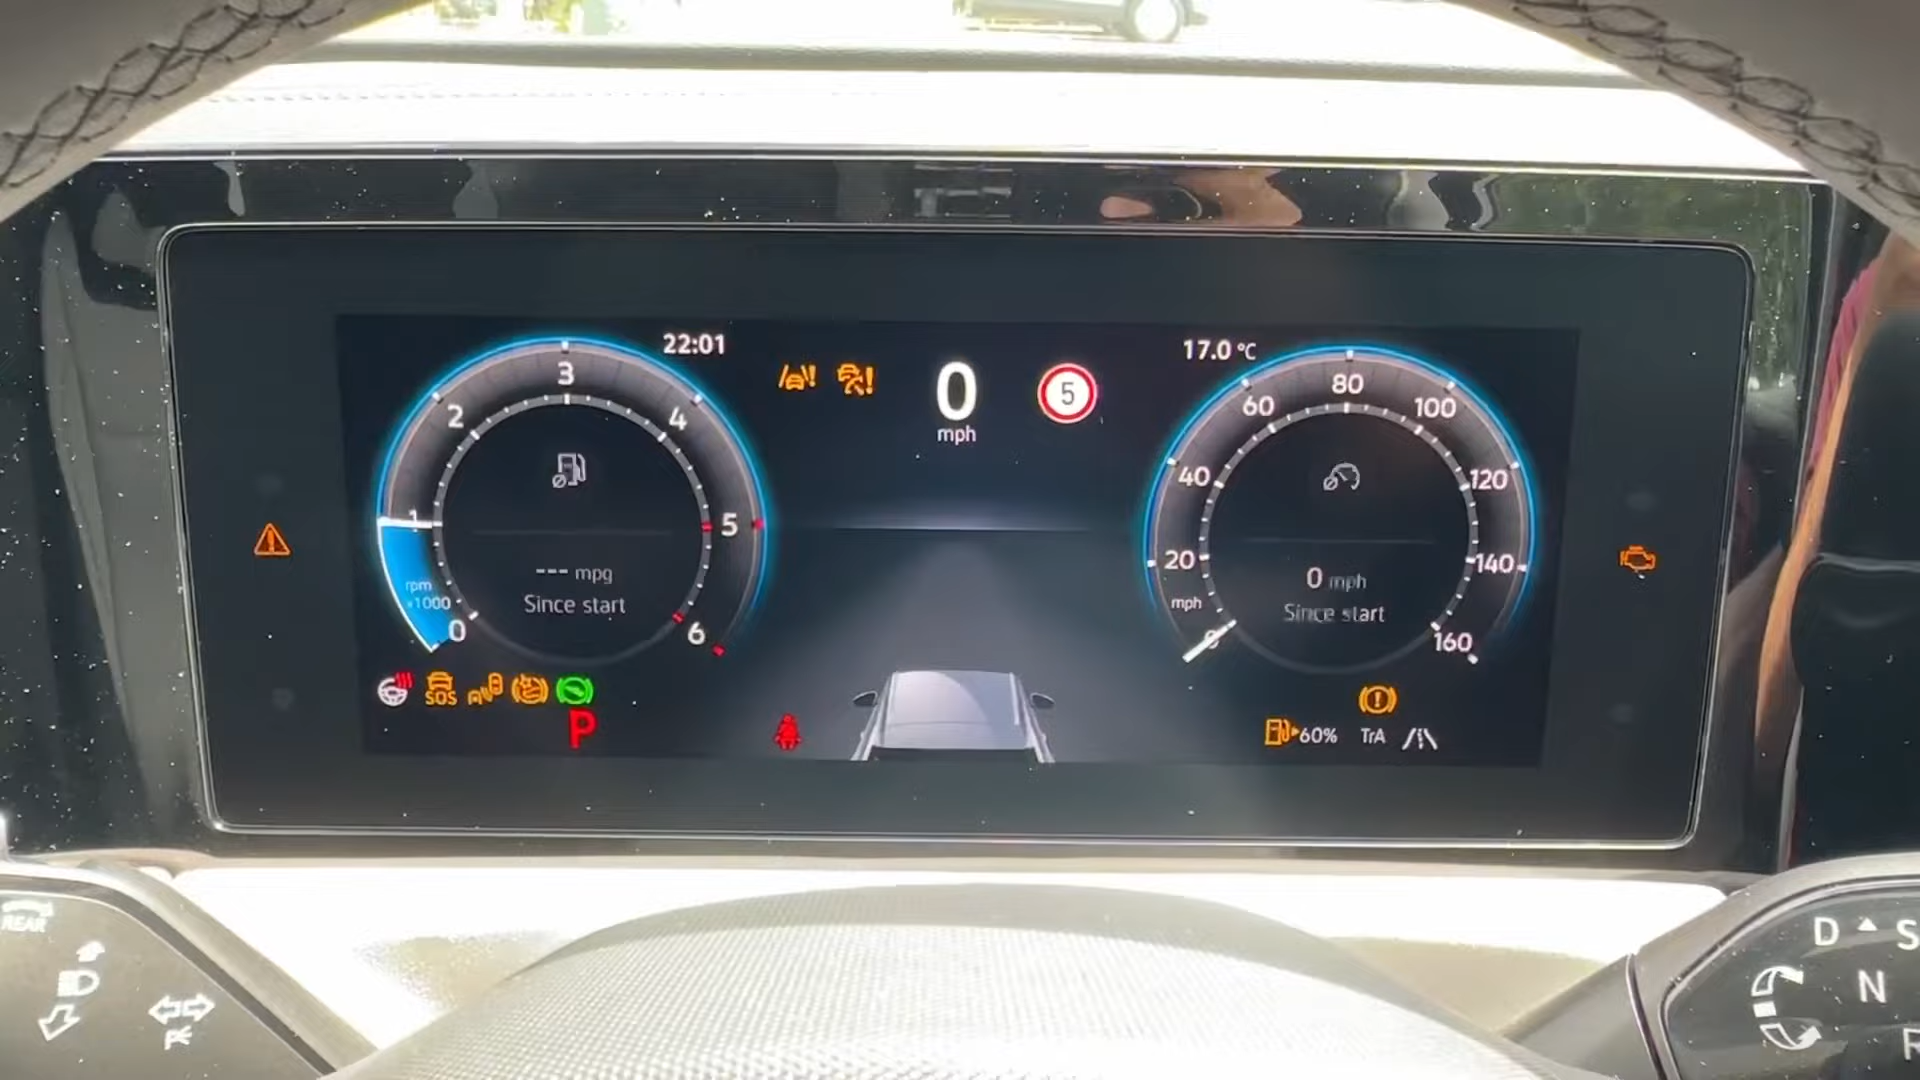 22:01
17.0 °C
0
mph
5
0
1
2
3
4
5
6
rpm
x1000
--- mpg
Since start
20
40
60
80
100
120
140
160
mph
0 mph
Since start
SOS
P
60%
TrA
REAR
D
S
N
R